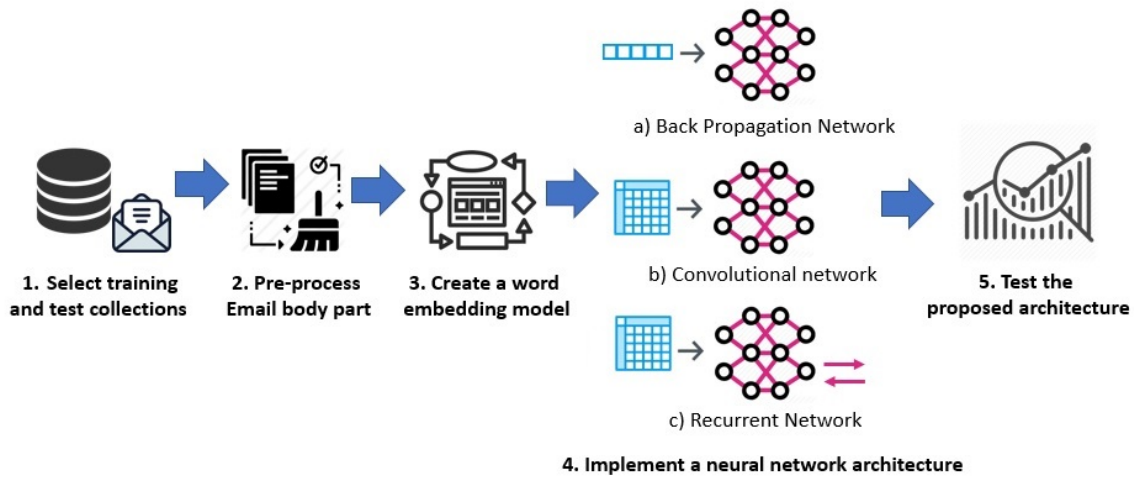 a) Back Propagation Network
b) Convolutional network
c) Recurrent Network
1. Select training
and test collections
2. Pre-process
Email body part
3. Create a word
embedding model
4. Implement a neural network architecture
5. Test the
proposed architecture